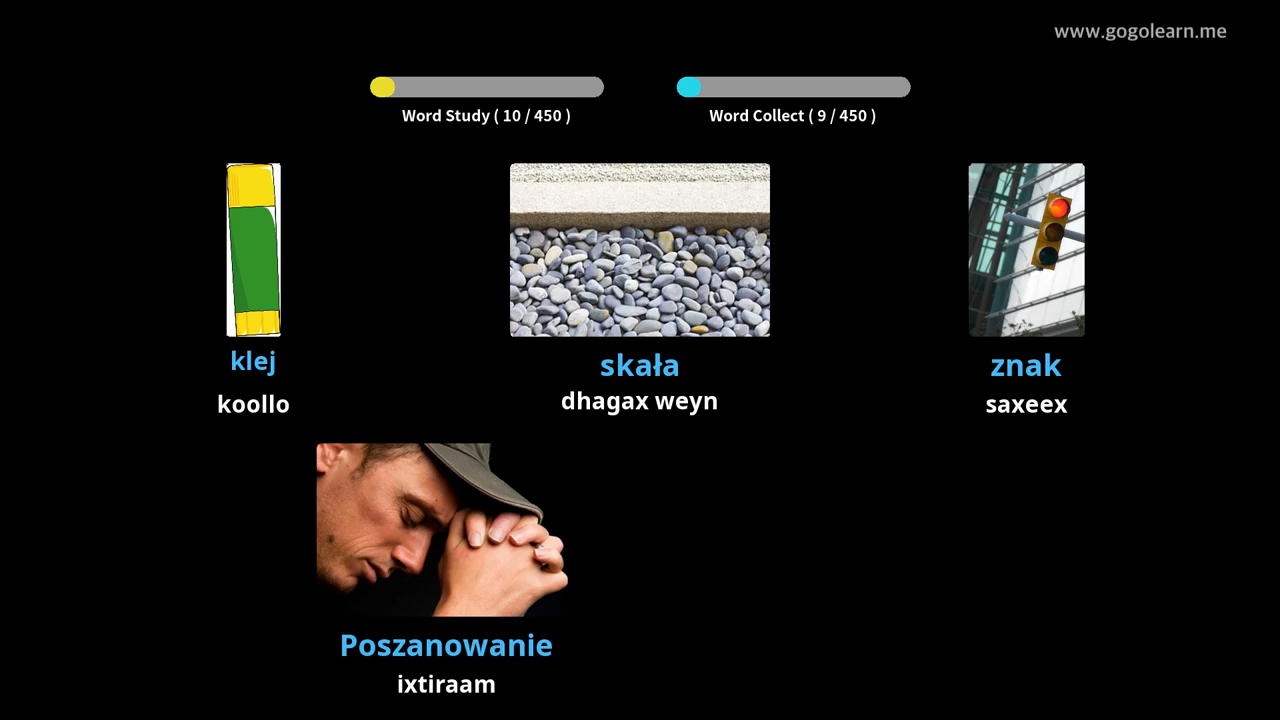 www.gogolearn.me
Word Study ( 10 / 450 )
Word Collect ( 9 / 450 )
klej
koollo
skała
dhagax weyn
znak
saxeex
Poszanowanie
ixtiraam